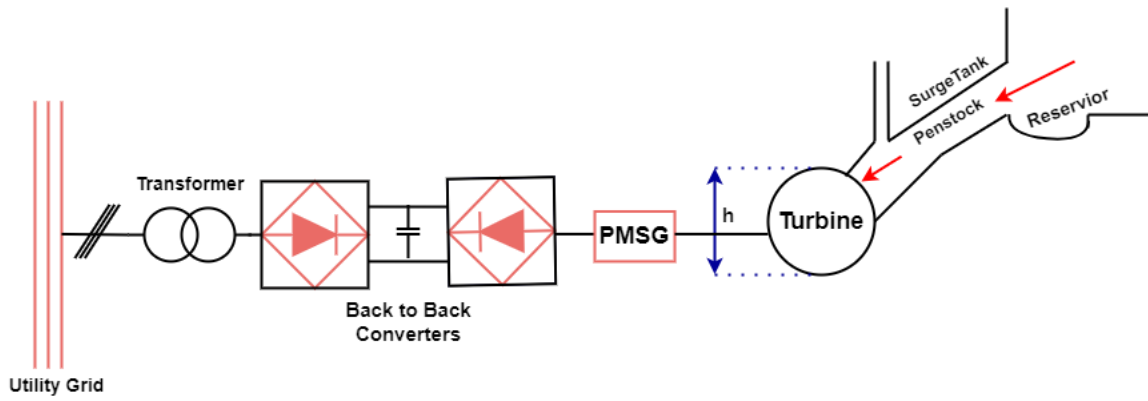 SurgeTank
Penstock
Reservior
Transformer
h
Turbine
PMSG
Back to Back
Converters
Utility Grid